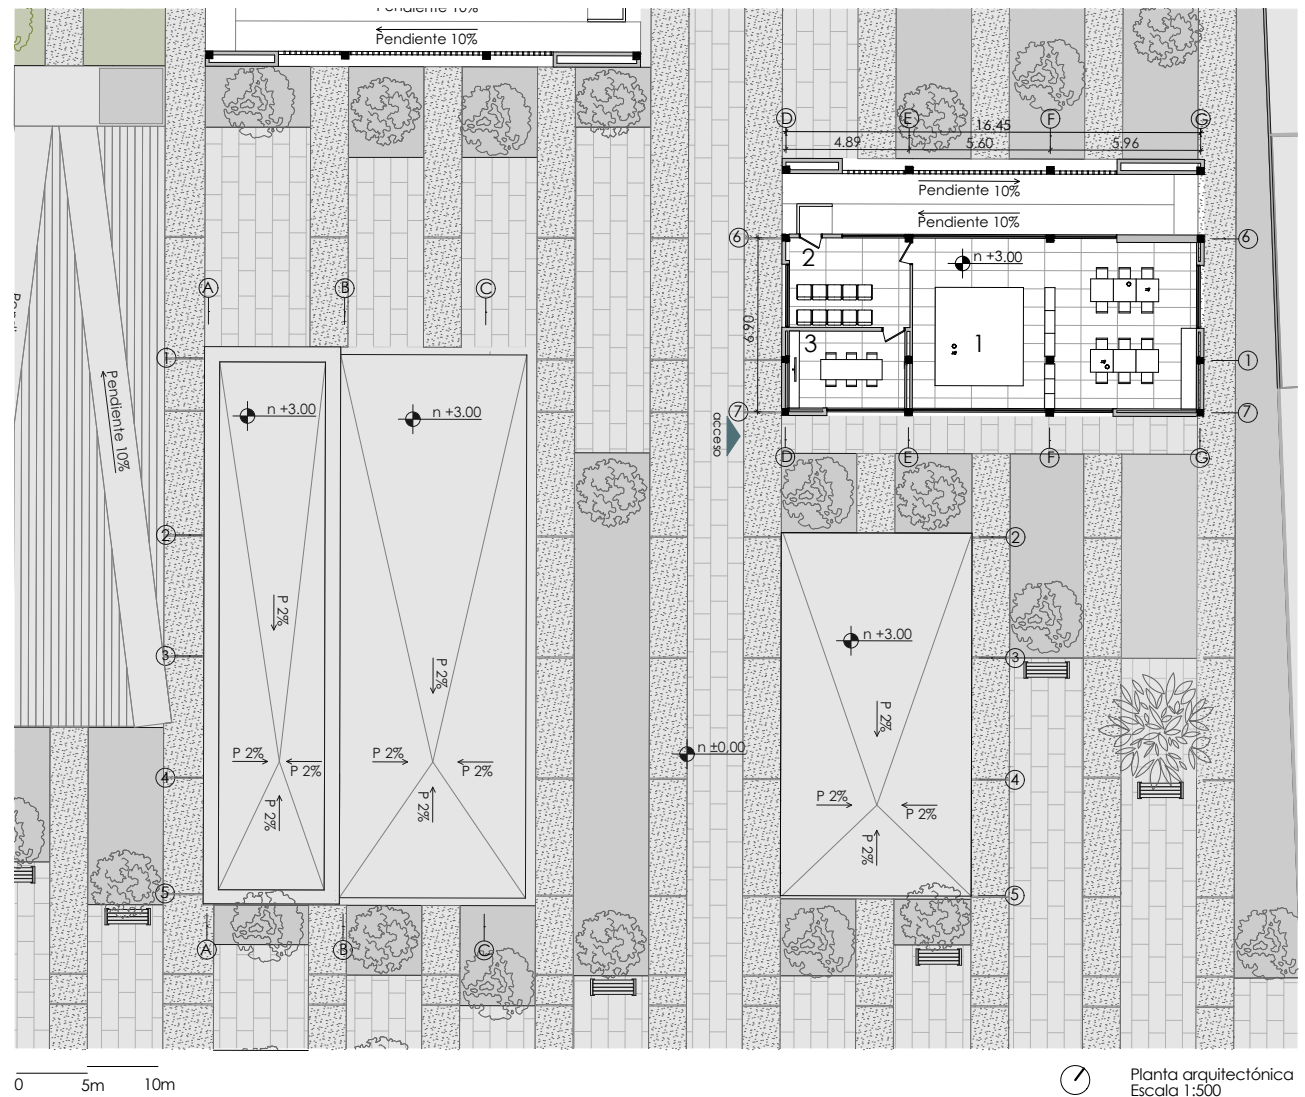 Pendiente 10%
Pendiente 10%
D
E
F
G
16.45
4.89
5.60
5.96
Pendiente 10%
Pendiente 10%
6
6
2
n +3.00
6.90
3
1
1
7
7
acceso
D
E
F
G
A
B
C
1
n +3.00
n +3.00
Pendiente 10%
2
2
P 2%
n +3.00
3
3
P 2%
P 2%
n ±0,00
P 2%
P 2%
P 2%
P 2%
4
4
P 2%
P 2%
P 2%
P 2%
P 2%
5
5
A
B
C
0
5m
10m
Planta arquitectónica
Escala 1:500